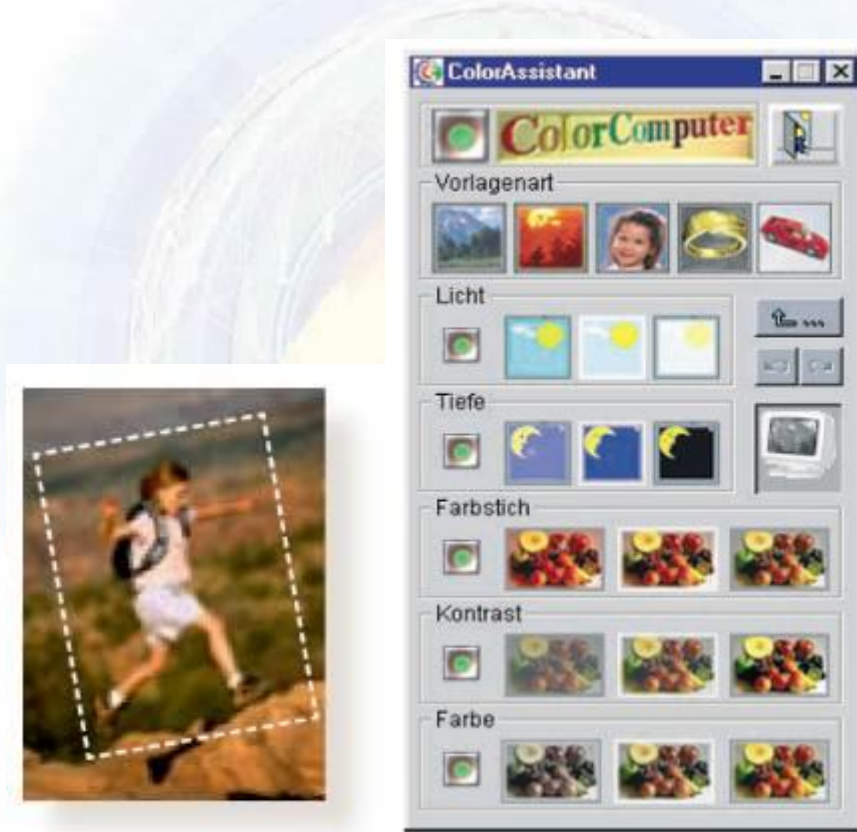 ColorAssistant
ColorComputer
Vorlagenart
Licht
Tiefe
Farbstich
Kontrast
Farbe